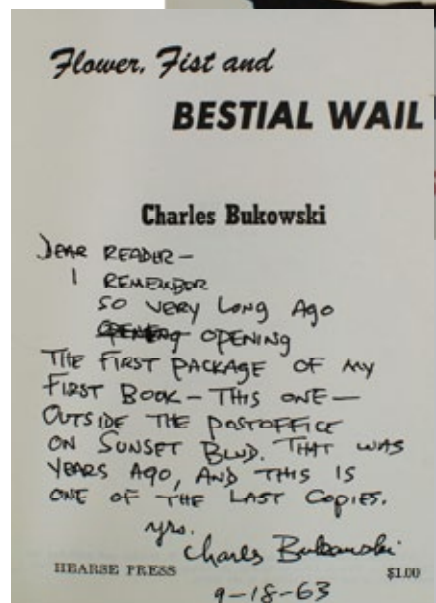 Flower, Fist and
BESTIAL WAIL
Charles Bukowski
DEAR READER—
I REMEMBER
SO VERY LONG AGO
OPENING
THE FIRST PACKAGE OF MY
FIRST BOOK — THIS ONE —
OUTSIDE THE POSTOFFICE
ON SUNSET BLVD. THAT WAS
YEARS AGO, AND THIS IS
ONE OF THE LAST COPIES.
yrs.
Charles Bukowski
HEARSE PRESS $1.00
9-18-63